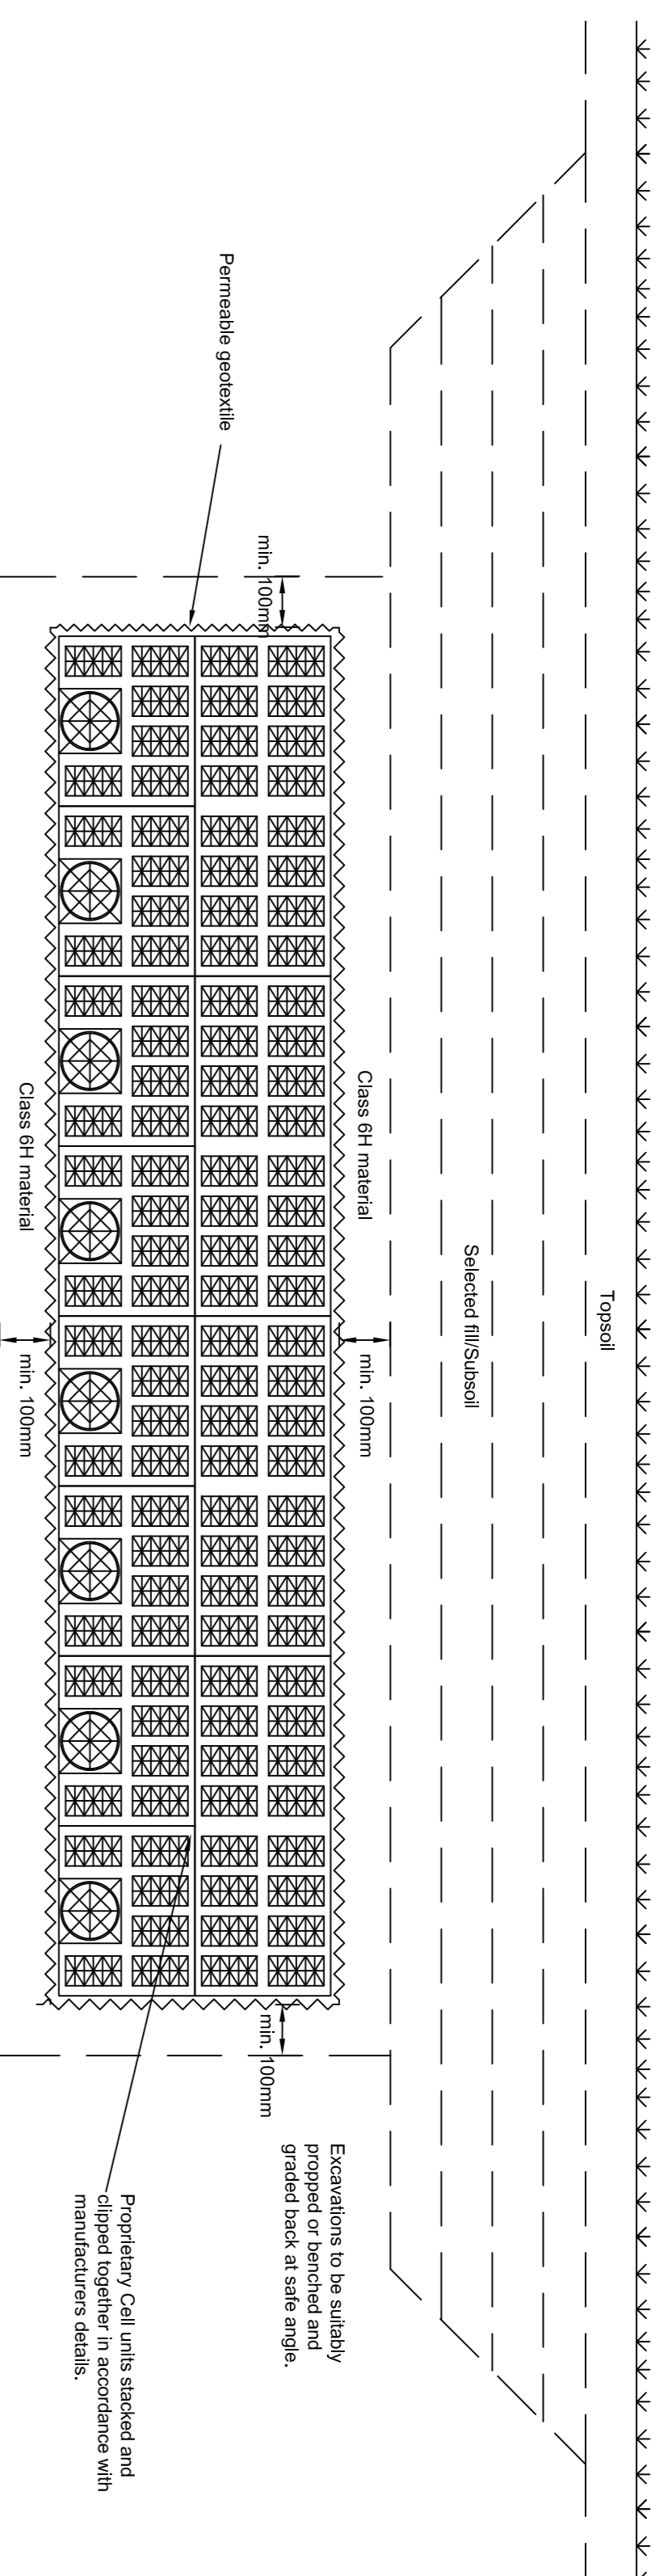 Topsoil
Selected fill/Subsoil
Class 6H material
min. 100mm
Permeable geotextile
min. 100mm
min. 100mm
Excavations to be suitably
propped or benched and
graded back at safe angle.
Proprietary Cell units stacked and
clipped together in accordance with
manufacturers details.
Class 6H material
min. 100mm